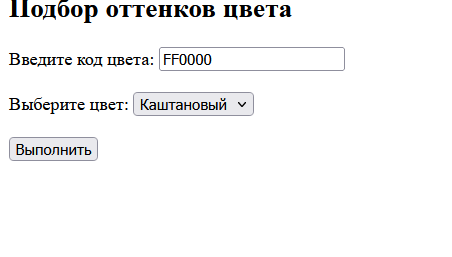 Подбор оттенков цвета
Введите код цвета: FF0000
Выберите цвет: Каштановый
Выполнить